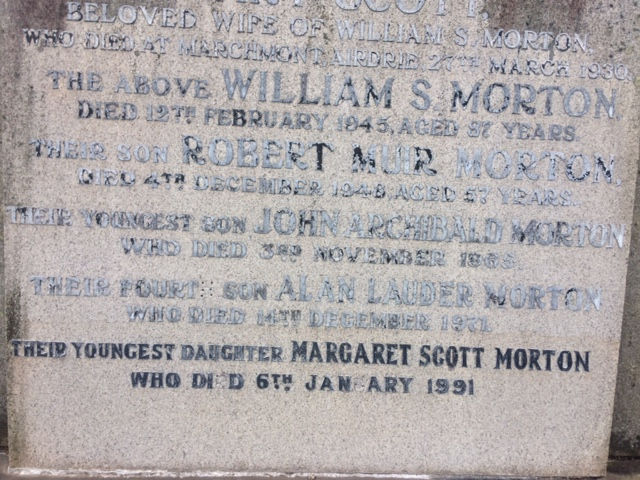 SCOTT,
BELOVED WIFE OF WILLIAM S. MORTON,
WHO DIED AT MARCHMONT AIRDRIE 27TH MARCH 1930.
THE ABOVE WILLIAM S. MORTON,
DIED 12TH FEBRUARY 1945, AGED 87 YEARS.
THEIR SON ROBERT MUIR MORTON,
DIED 4TH DECEMBER 1948 AGED 57 YEARS.
THEIR YOUNGEST SON JOHN ARCHIBALD MORTON
WHO DIED 3RD NOVEMBER
THEIR FOURTH SON ALAN LAUDER MORTON
WHO DIED 14TH DECEMBER 1971.
THEIR YOUNGEST DAUGHTER MARGARET SCOTT MORTON
WHO DIED 6TH JANUARY 1991